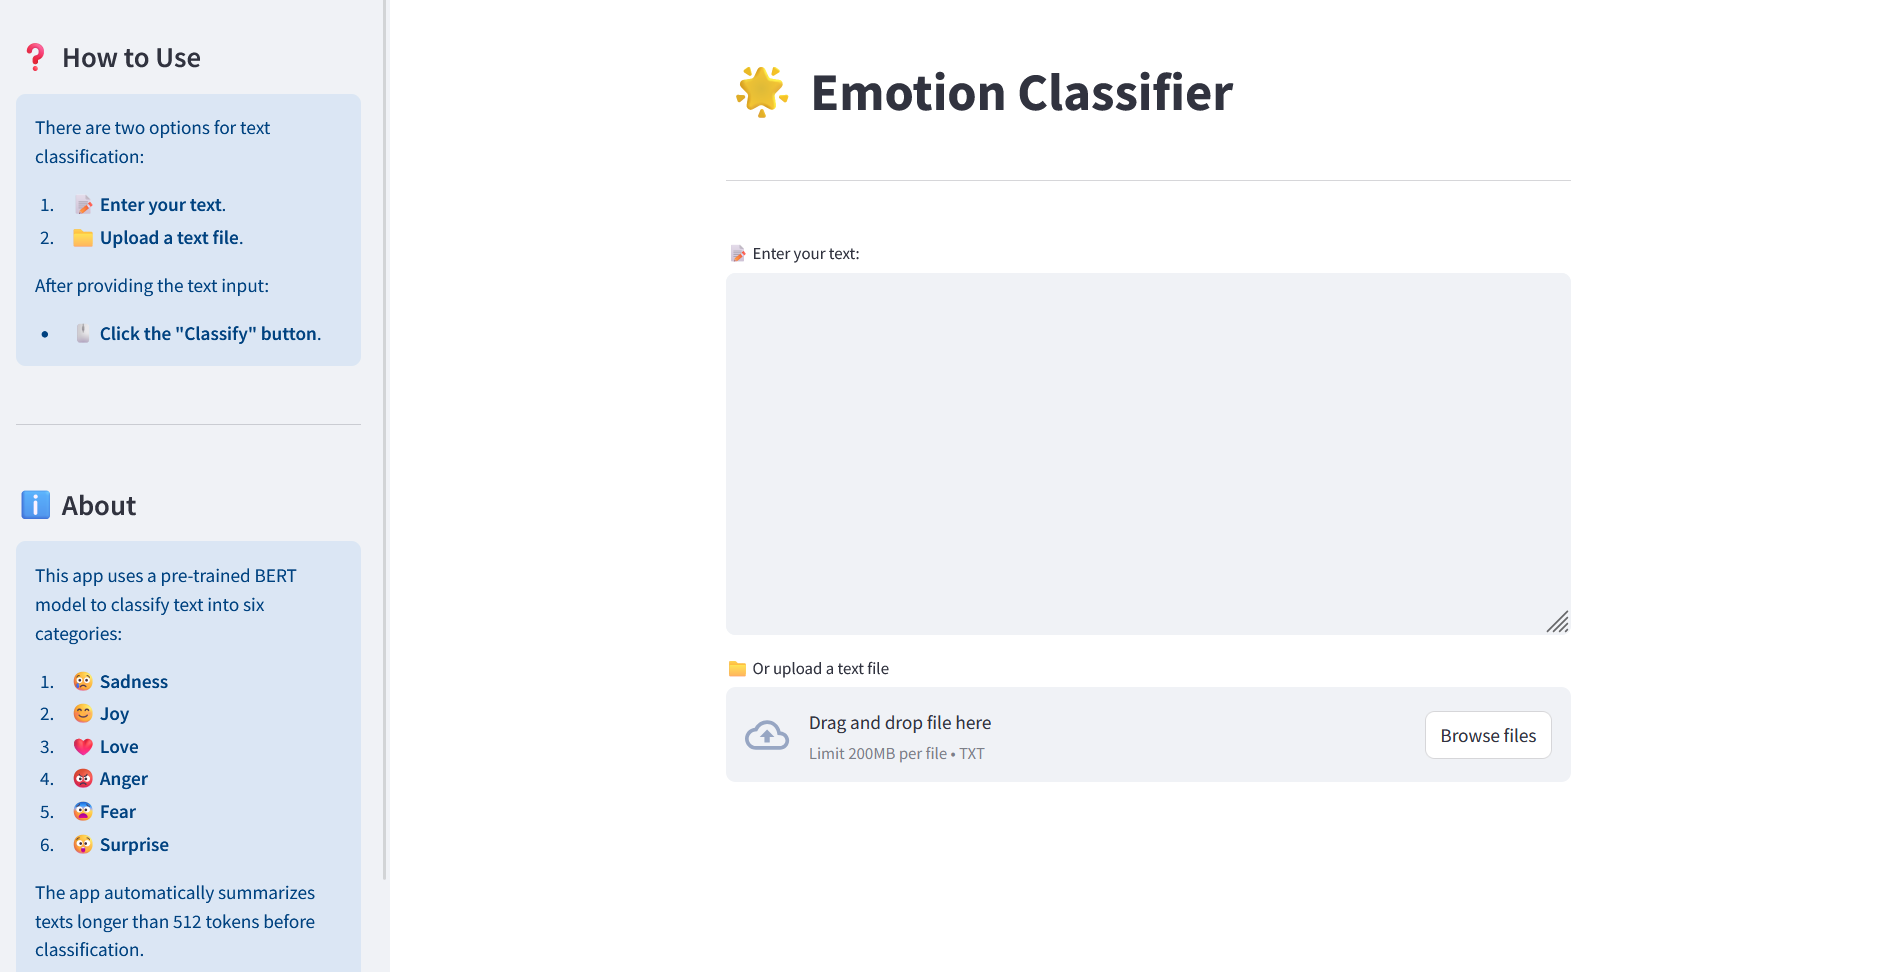 ❓ How to Use
There are two options for text
classification:
1. 📝 Enter your text.
2. 📁 Upload a text file.
After providing the text input:
• 🖱️ Click the "Classify" button.
ℹ️ About
This app uses a pre-trained BERT
model to classify text into six
categories:
1. 😢 Sadness
2. 😊 Joy
3. ❤️ Love
4. 😡 Anger
5. 😨 Fear
6. 😲 Surprise
The app automatically summarizes
texts longer than 512 tokens before
classification.
🌟 Emotion Classifier
📝 Enter your text:
📁 Or upload a text file
Drag and drop file here
Limit 200MB per file • TXT
Browse files